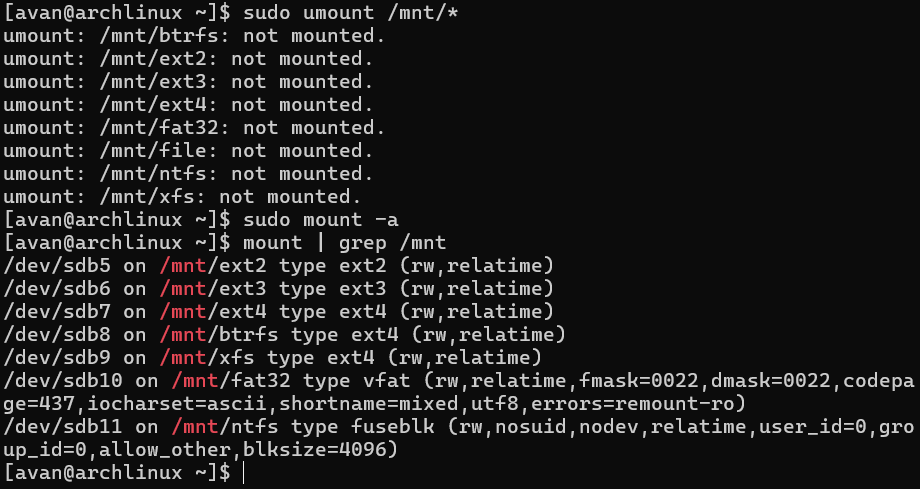 [avan@archlinux ~]$ sudo umount /mnt/*
umount: /mnt/btrfs: not mounted.
umount: /mnt/ext2: not mounted.
umount: /mnt/ext3: not mounted.
umount: /mnt/ext4: not mounted.
umount: /mnt/fat32: not mounted.
umount: /mnt/file: not mounted.
umount: /mnt/ntfs: not mounted.
umount: /mnt/xfs: not mounted.
[avan@archlinux ~]$ sudo mount -a
[avan@archlinux ~]$ mount | grep /mnt
/dev/sdb5 on /mnt/ext2 type ext2 (rw,relatime)
/dev/sdb6 on /mnt/ext3 type ext3 (rw,relatime)
/dev/sdb7 on /mnt/ext4 type ext4 (rw,relatime)
/dev/sdb8 on /mnt/btrfs type ext4 (rw,relatime)
/dev/sdb9 on /mnt/xfs type ext4 (rw,relatime)
/dev/sdb10 on /mnt/fat32 type vfat (rw,relatime,fmask=0022,dmask=0022,codepa
ge=437,iocharset=ascii,shortname=mixed,utf8,errors=remount-ro)
/dev/sdb11 on /mnt/ntfs type fuseblk (rw,nosuid,nodev,relatime,user_id=0,gro
up_id=0,allow_other,blksize=4096)
[avan@archlinux ~]$